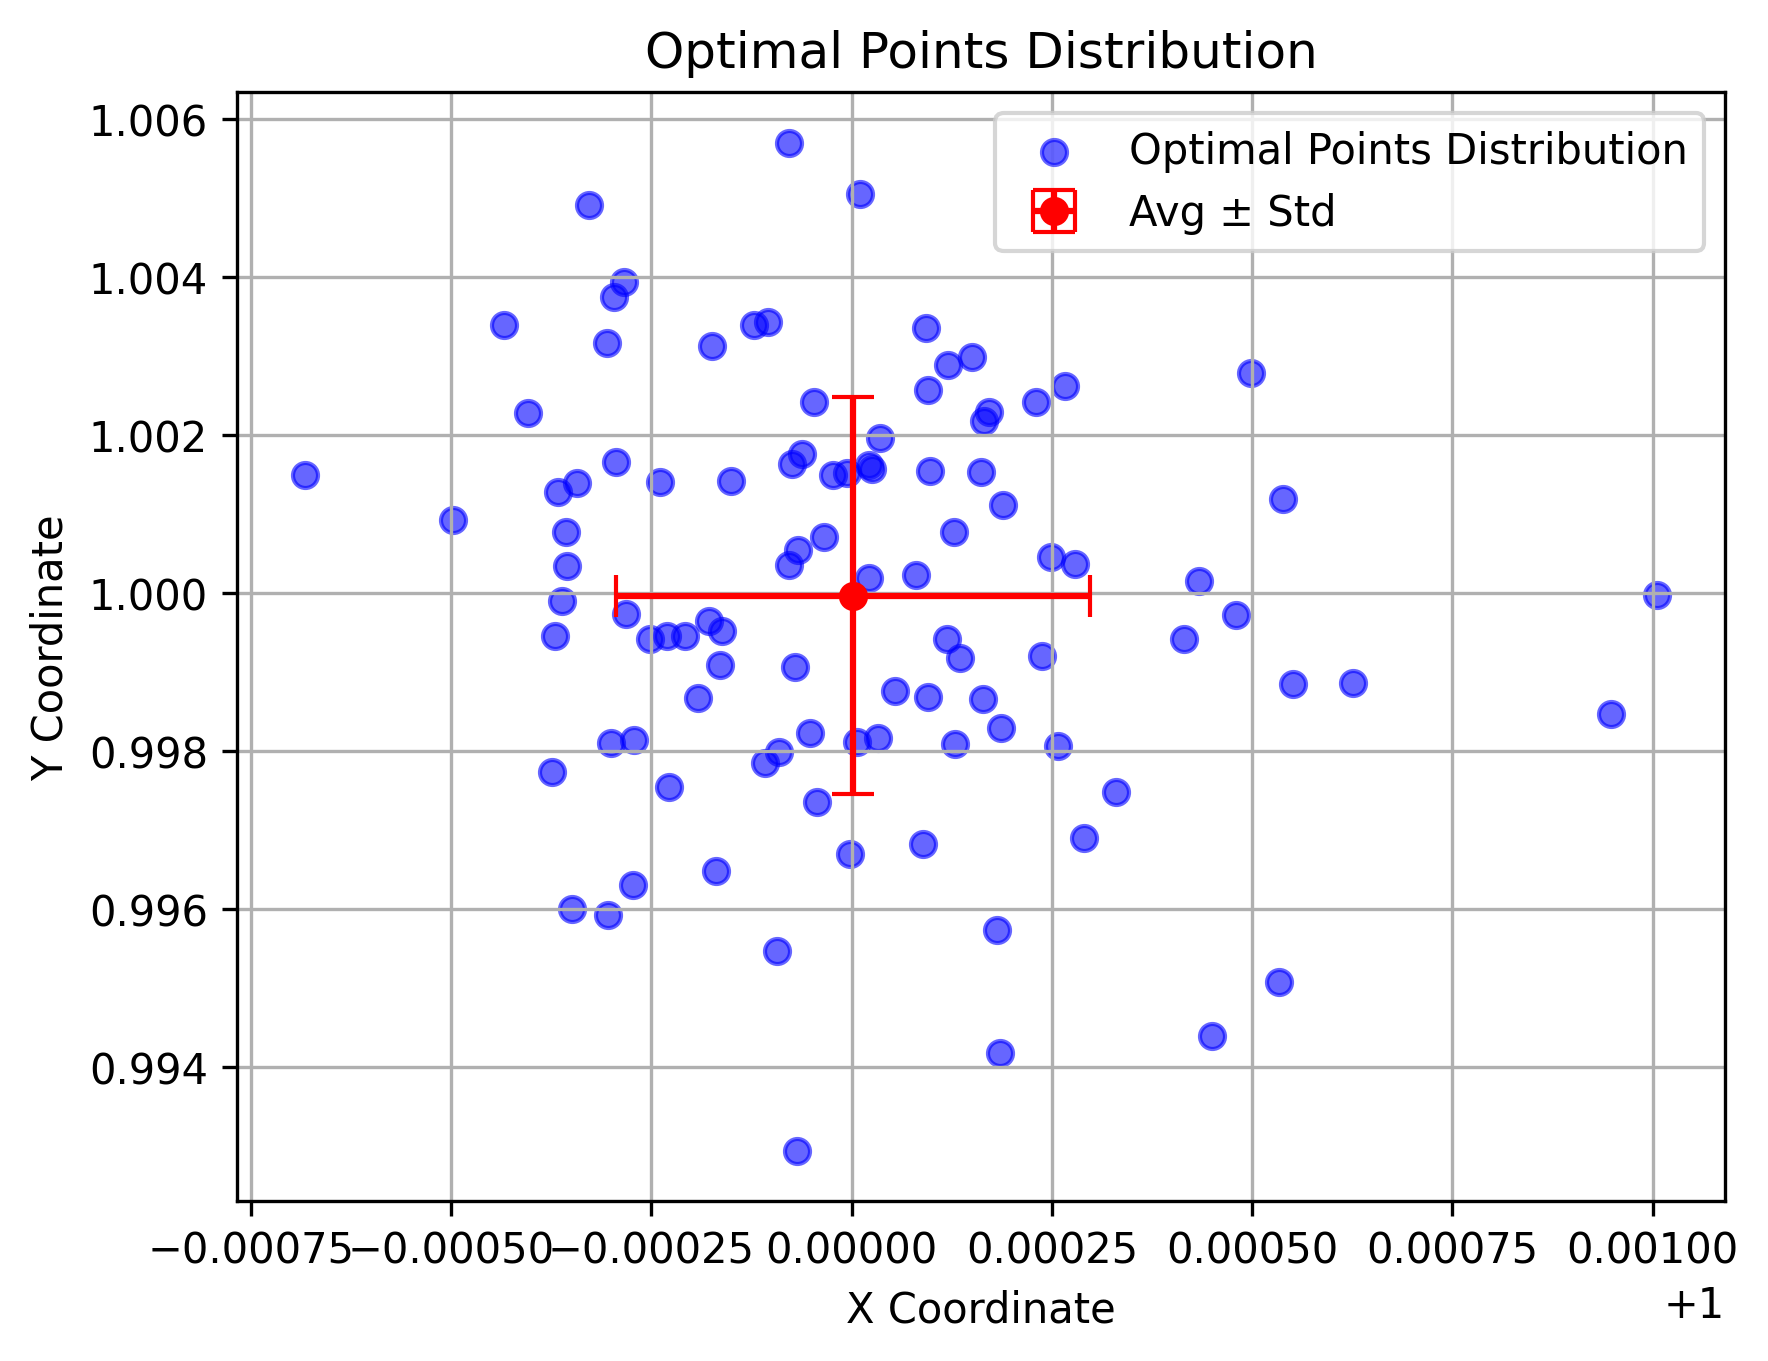 Optimal Points Distribution
Optimal Points Distribution
Avg ± Std
1.006
1.004
1.002
1.000
0.998
0.996
0.994
Y Coordinate
−0.00075 −0.00050 −0.00025 0.00000 0.00025 0.00050 0.00075 0.00100
+1
X Coordinate